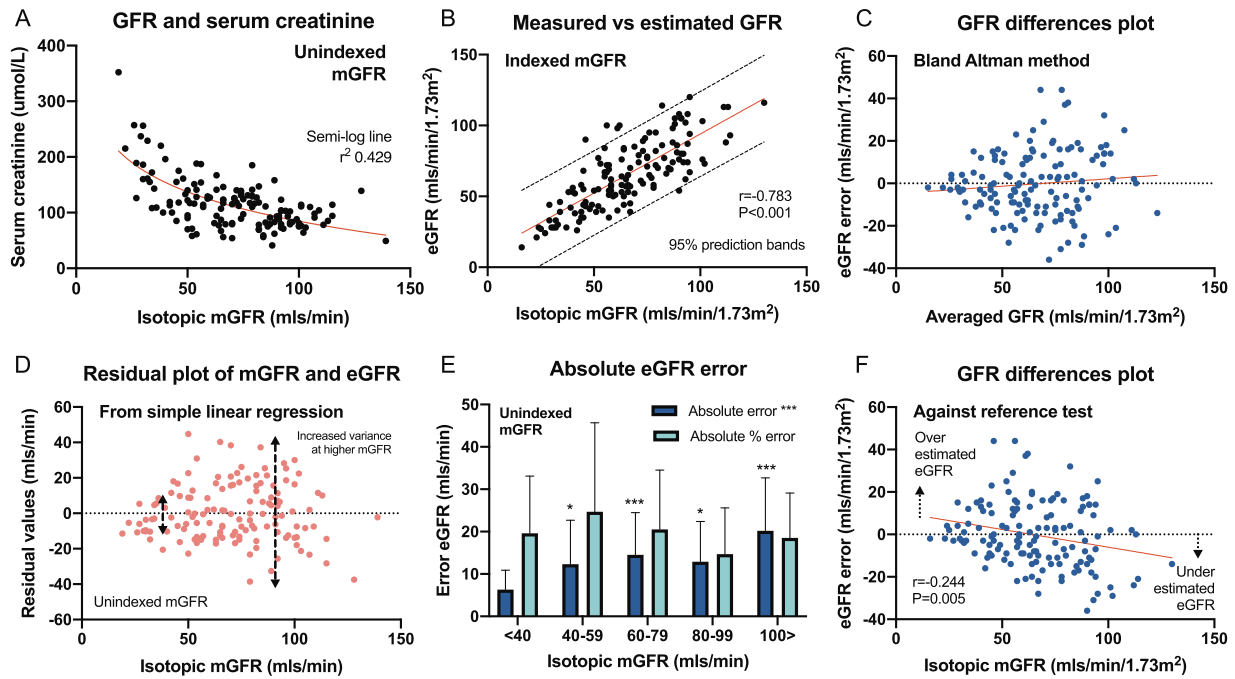 A
GFR and serum creatinine
Serum creatinine (umol/L)
400
300
200
100
0
Unindexed
mGFR
Semi-log line
r² 0.429
50
100
150
Isotopic mGFR (mls/min)
B
Measured vs estimated GFR
eGFR (mls/min/1.73m²)
150
100
50
0
Indexed mGFR
r=-0.783
P<0.001
95% prediction bands
0
50
100
150
Isotopic mGFR (mls/min/1.73m²)
C
GFR differences plot
eGFR error (mls/min/1.73m²)
60
40
20
0
-20
-40
Bland Altman method
0
50
100
150
Averaged GFR (mls/min/1.73m²)
D
Residual plot of mGFR and eGFR
Residual values (mls/min)
60
40
20
0
-20
-40
-60
From simple linear regression
Increased variance
at higher mGFR
Unindexed mGFR
0
50
100
150
Isotopic mGFR (mls/min)
E
Absolute eGFR error
Error eGFR (mls/min)
50
40
30
20
10
0
Unindexed
mGFR
Absolute error ***
Absolute % error
*
***
*
***
<40
40-59
60-79
80-99
100>
Isotopic mGFR (mls/min)
F
GFR differences plot
eGFR error (mls/min/1.73m²)
60
40
20
0
-20
-40
Against reference test
Over
estimated
eGFR
r=-0.244
P=0.005
Under
estimated
eGFR
0
50
100
150
Isotopic mGFR (mls/min/1.73m²)